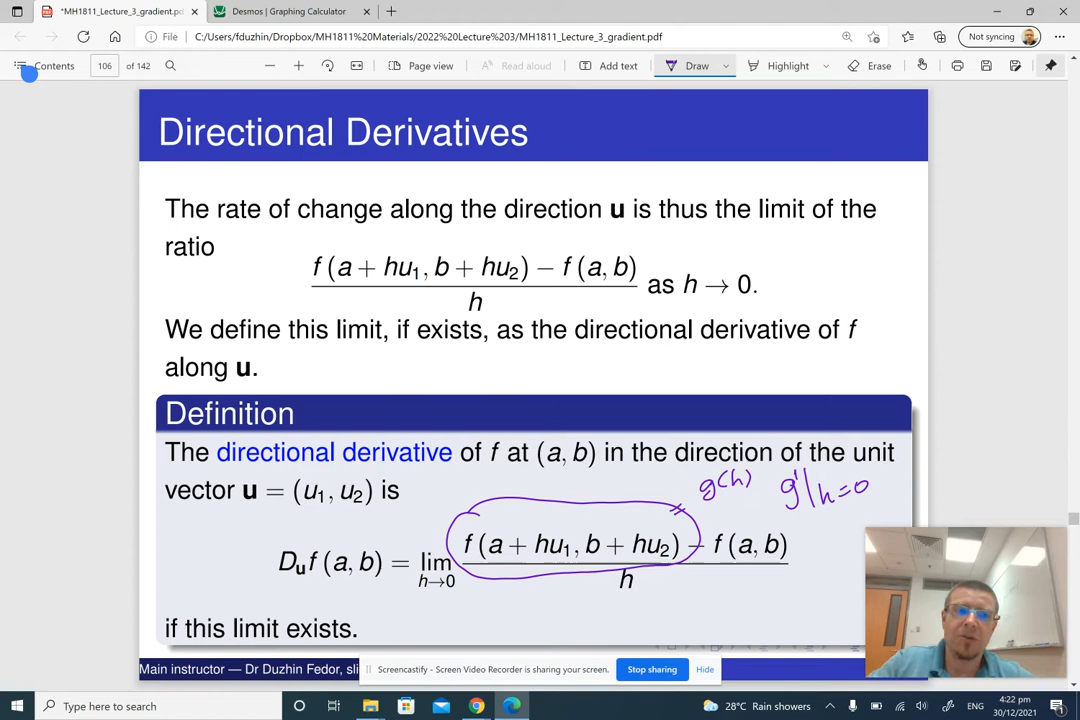 *MH1811_Lecture_3_gradient.pdf
Desmos | Graphing Calculator
File
C:/Users/fduzhin/Dropbox/MH1811%20Materials/2022%20Lecture%203/MH1811_Lecture_3_gradient.pdf
Not syncing
Contents
106 of 142
Page view
Read aloud
Add text
Draw
Highlight
Erase
Directional Derivatives
The rate of change along the direction u is thus the limit of the
ratio
f(a + hu₁, b + hu₂) − f(a, b)
h
as h → 0.
We define this limit, if exists, as the directional derivative of f
along u.
Definition
The directional derivative of f at (a, b) in the direction of the unit
vector u = (u₁, u₂) is
g(h) g'|h=0
f(a + hu₁, b + hu₂) − f(a, b)
D_u f(a, b) = lim
h→0
h
if this limit exists.
Main instructor — Dr Duzhin Fedor, sli
Screencastify - Screen Video Recorder is sharing your screen.
Stop sharing
Hide
Type here to search
28°C Rain showers
ENG
4:22 pm
30/12/2021